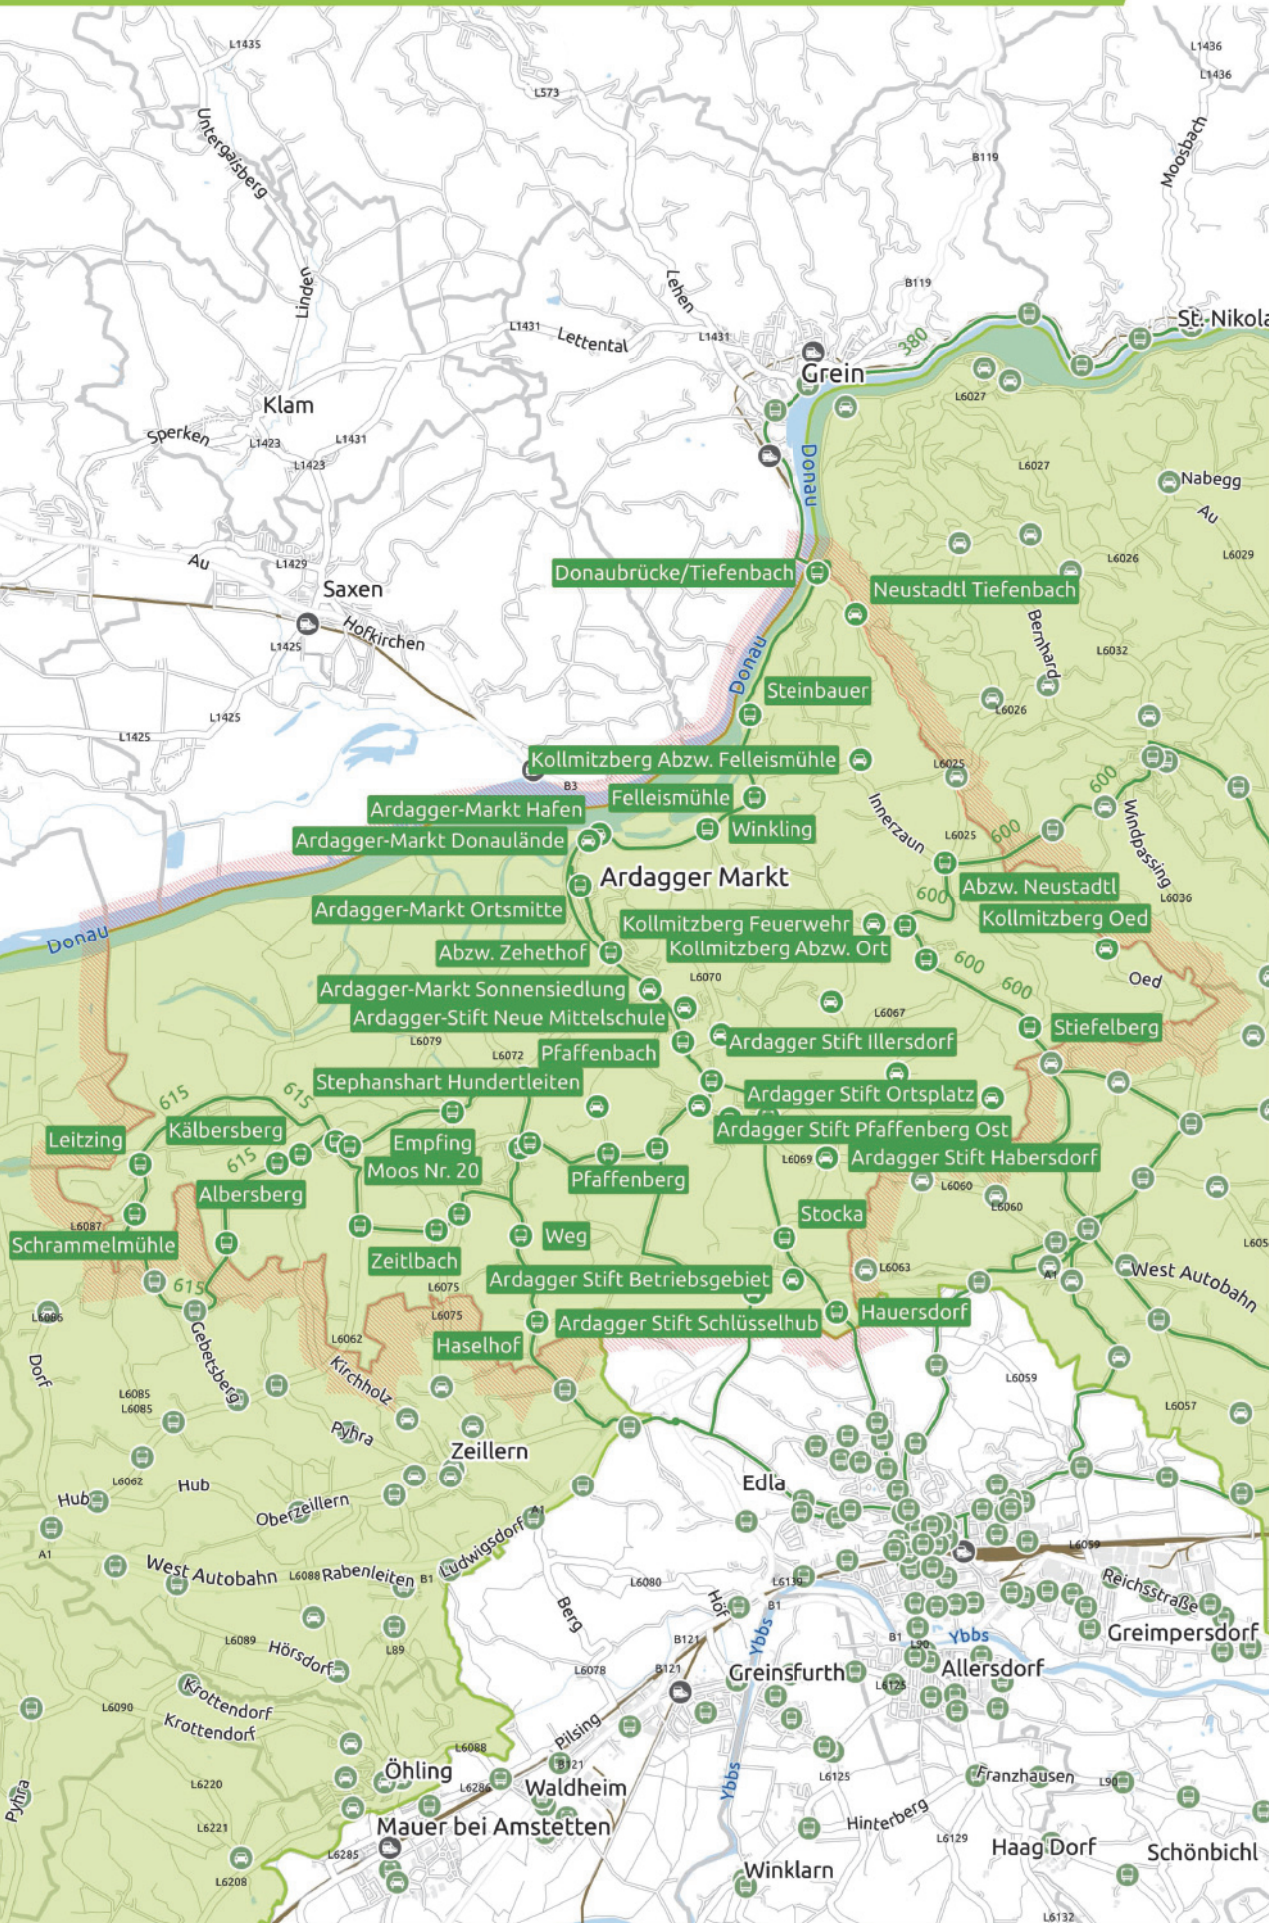 L1435
L1436
L1436
L573
Untergaisberg
Moosbach
B119
Linden
Lehen
B119
L1431
Lettental
L1431
380
Grein
L6027
Klam
Sperken
L1423
L1431
L1423
Donau
L6027
Nabegg
Au
Au
L1429
Donaubrücke/Tiefenbach
L6026
L6029
Saxen
Neustadtl Tiefenbach
Hofkirchen
L1425
Bernhard
L6032
Donau
Steinbauer
L6026
L1425
L1425
Kollmitzberg Abzw. Felleismühle
L6025
B3
600
Ardagger-Markt Hafen
Felleismühle
Innerzaun
Windpassing
Ardagger-Markt Donaulände
Winkling
L6025
600
Ardagger Markt
Abzw. Neustadtl
600
L6036
Ardagger-Markt Ortsmitte
Kollmitzberg Feuerwehr
Kollmitzberg Oed
Donau
Abzw. Zehethof
Kollmitzberg Abzw. Ort
600
L6070
Oed
Ardagger-Markt Sonnensiedlung
600
L6067
Ardagger-Stift Neue Mittelschule
Stiefelberg
L6079
L6072
Pfaffenbach
Ardagger Stift Illersdorf
Stephanshart Hundertleiten
615
615
Ardagger Stift Ortsplatz
Leitzing
Kälbersberg
Empfing
Ardagger Stift Pfaffenberg Ost
615
Moos Nr. 20
L6069
Ardagger Stift Habersdorf
Albersberg
Pfaffenberg
L6060
L6060
Stocka
L6087
Schrammelmühle
Weg
Zeitlbach
L6063
A1
West Autobahn
615
L6075
Ardagger Stift Betriebsgebiet
L6086
L6075
Hauersdorf
Ardagger Stift Schlüsselhub
L6062
Haselhof
Gebetsberg
Dorf
Kirchholz
L6059
L6085
L6085
L6057
Pyhra
Zeillern
L6062
Hub
Hub
Edla
Oberzeillern
A1
Ludwigsdorf
A1
L6059
West Autobahn
L6088
Rabenleiten
B1
L6080
L6139
Höf
B1
Reichsstraße
Berg
Ybbs
B1
L90
Ybbs
Greimpersdorf
L6089
Hörsdorf
L89
B121
L6078
B121
Greinsfurth
Allersdorf
L6125
Krottendorf
L6090
Krottendorf
Pilsing
L6088
B121
Öhling
L6286
Waldheim
Ybbs
L6125
Franzhausen
L90
L6220
Pyhra
L6221
Mauer bei Amstetten
Hinterberg
L6129
Haag Dorf
Schönbichl
L6285
L6208
Winklarn
L6132